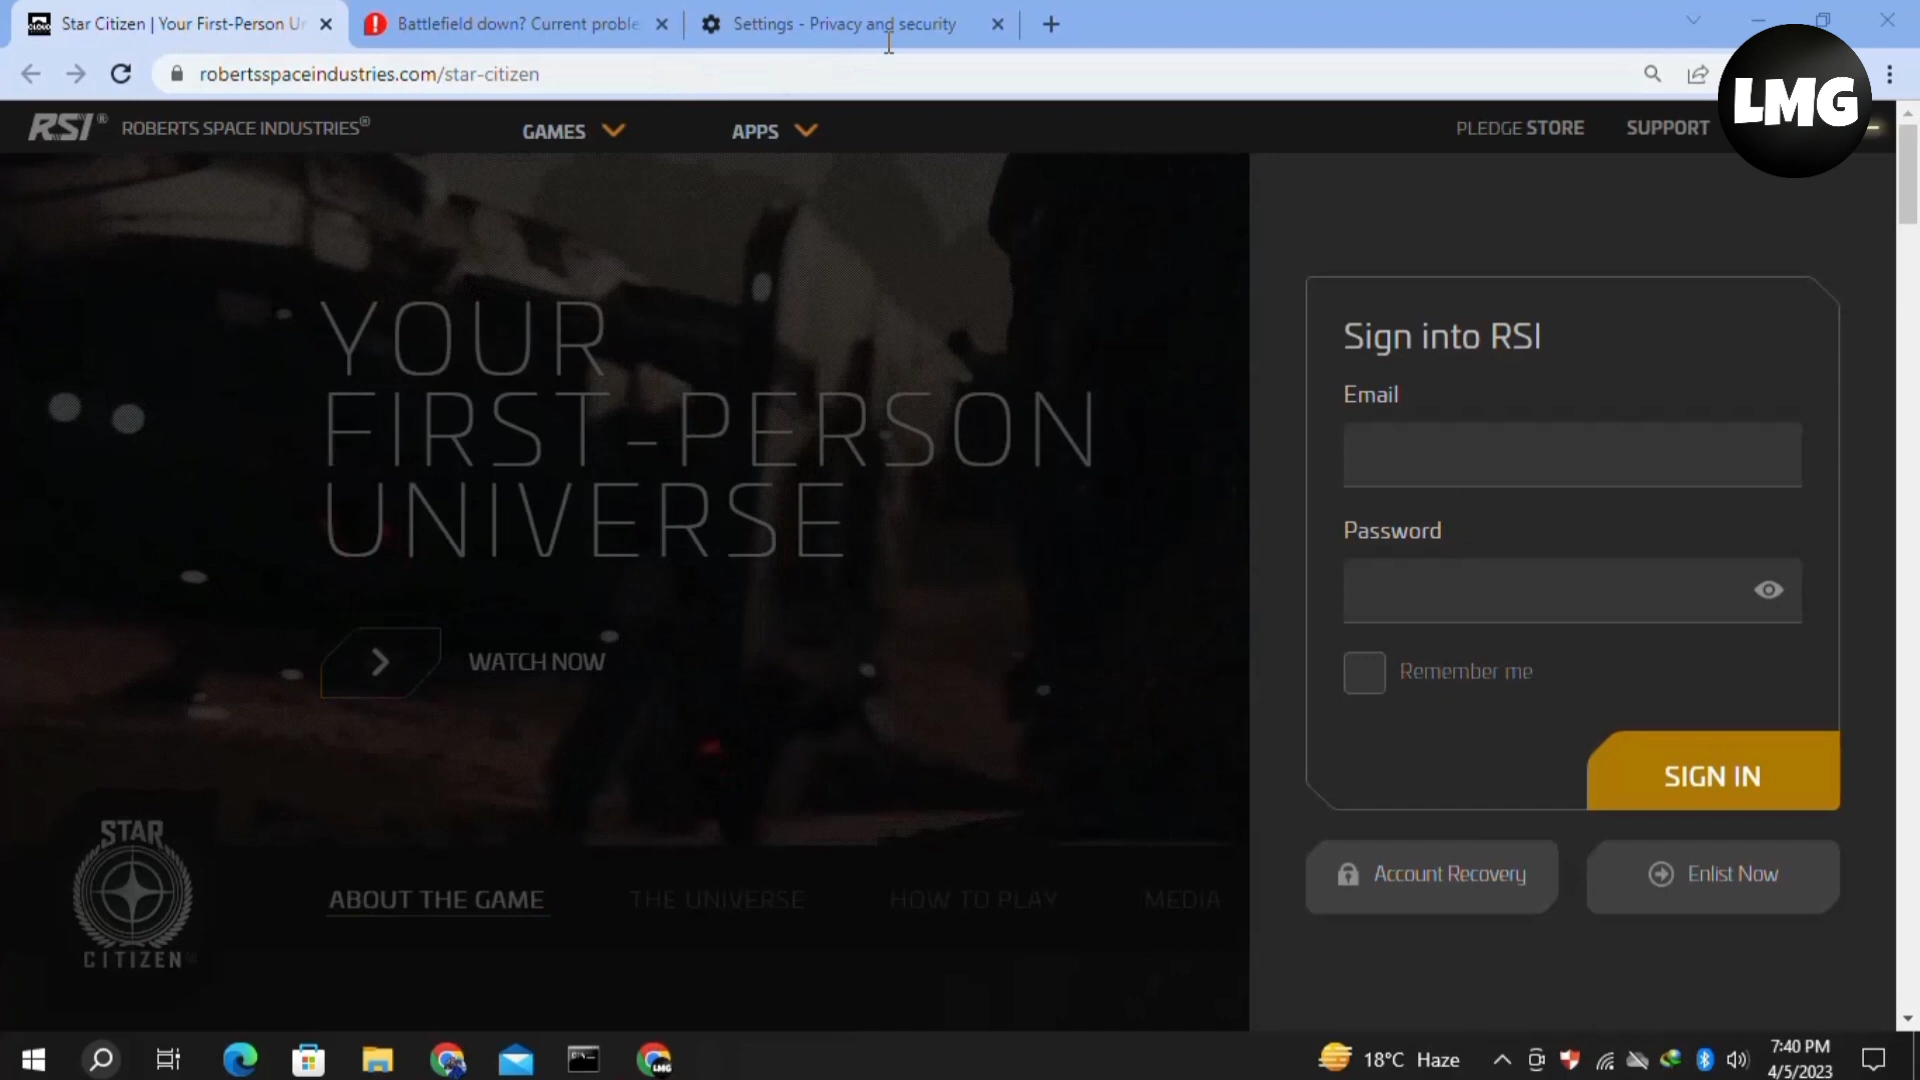 Star Citizen | Your First-Person Un
Battlefield down? Current proble
Settings - Privacy and security
robertsspaceindustries.com/star-citizen
LMG
RSI®
ROBERTS SPACE INDUSTRIES®
GAMES
APPS
PLEDGE STORE
SUPPORT
YOUR
FIRST-PERSON
UNIVERSE
WATCH NOW
Sign into RSI
Email
Password
Remember me
SIGN IN
Account Recovery
Enlist Now
STAR
CITIZEN
ABOUT THE GAME
THE UNIVERSE
HOW TO PLAY
MEDIA
18°C Haze
7:40 PM
4/5/2023